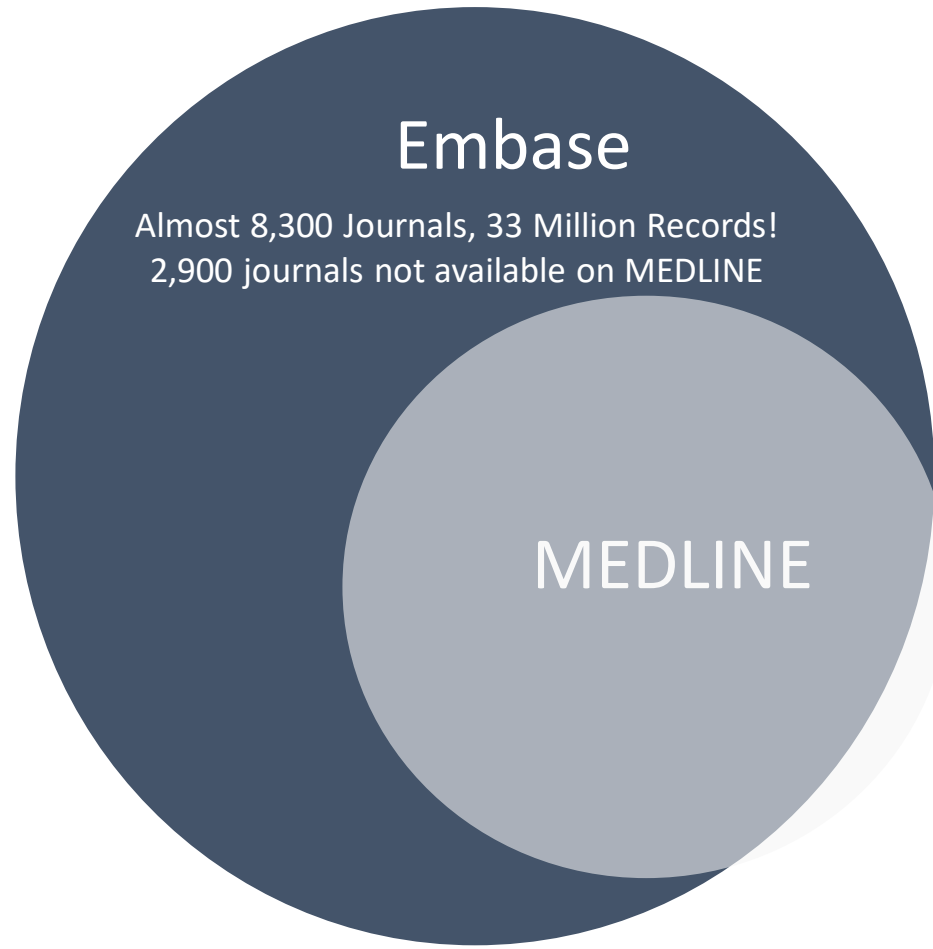 Embase
Almost 8,300 Journals, 33 Million Records!
2,900 journals not available on MEDLINE
MEDLINE